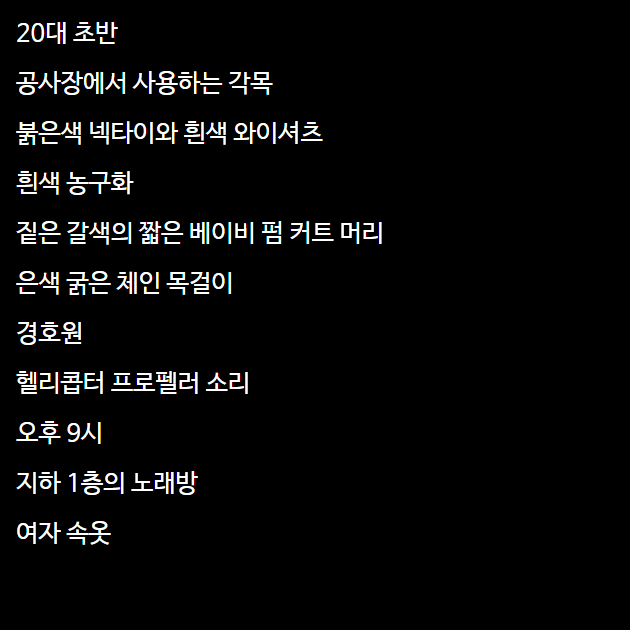 20대 초반
공사장에서 사용하는 각목
붉은색 넥타이와 흰색 와이셔츠
흰색 농구화
짙은 갈색의 짧은 베이비 펌 커트 머리
은색 굵은 체인 목걸이
경호원
헬리콥터 프로펠러 소리
오후 9시
지하 1층의 노래방
여자 속옷